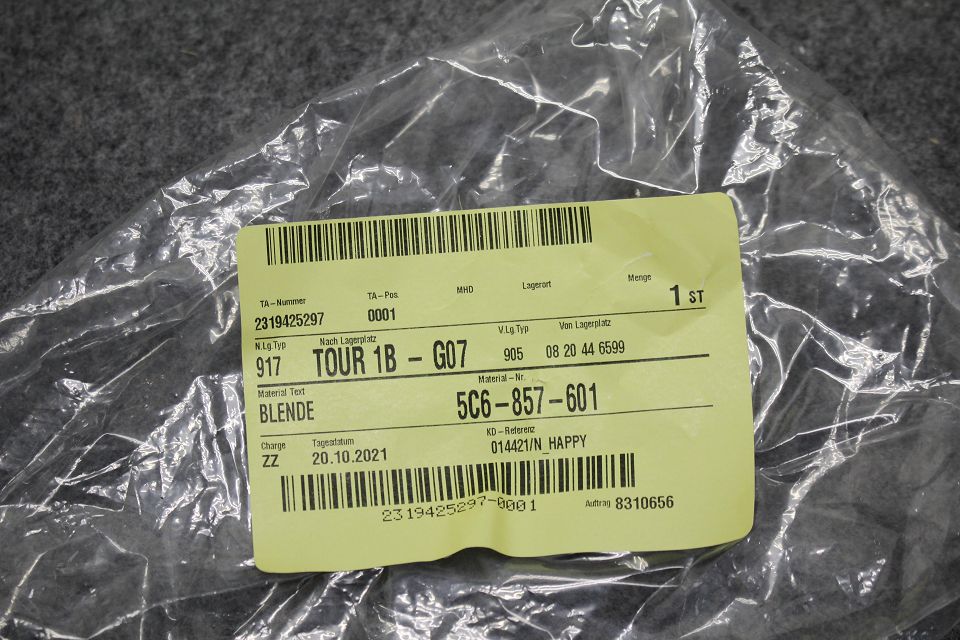 TA-Nummer TA-Pos. MHD Lagerort Menge
2319425297 0001 1 ST
N.Lg.Typ Nach Lagerplatz V.Lg.Typ Von Lagerplatz
917 TOUR 1B - G07 905 08 20 44 6599
Material Text Material-Nr.
BLENDE 5C6-857-601
Charge Tagesdatum KD-Referenz
ZZ 20.10.2021 014421/N_HAPPY
2319425297-0001 Auftrag 8310656